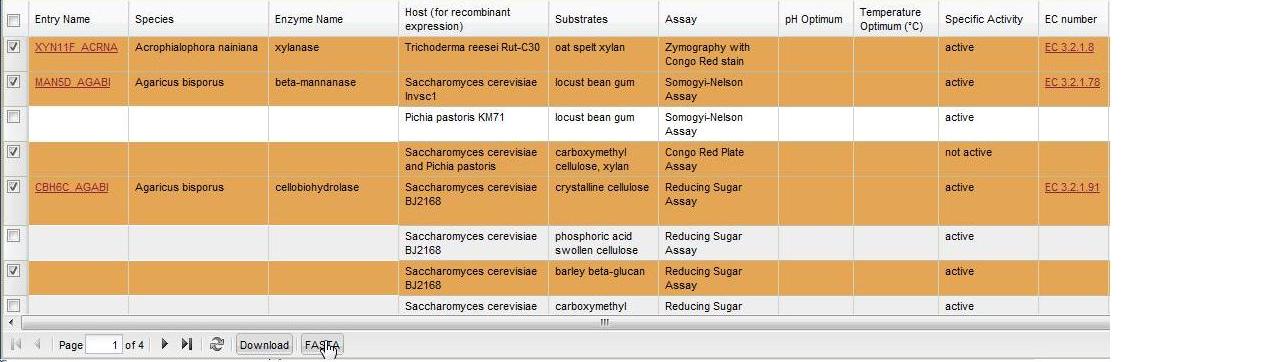 Entry Name Species Enzyme Name Host (for recombinant expression) Substrates Assay pH Optimum Temperature Optimum (°C) Specific Activity EC number
XYN11F_ACRNA Acrophialophora nainiana xylanase Trichoderma reesei Rut-C30 oat spelt xylan Zymography with Congo Red stain active EC 3.2.1.8
MAN5D_AGABI Agaricus bisporus beta-mannanase Saccharomyces cerevisiae Invsc1 locust bean gum Somogyi-Nelson Assay active EC 3.2.1.78
Pichia pastoris KM71 locust bean gum Somogyi-Nelson Assay active
Saccharomyces cerevisiae and Pichia pastoris carboxymethyl cellulose, xylan Congo Red Plate Assay not active
CBH6C_AGABI Agaricus bisporus cellobiohydrolase Saccharomyces cerevisiae BJ2168 crystalline cellulose Reducing Sugar Assay active EC 3.2.1.91
Saccharomyces cerevisiae BJ2168 phosphoric acid swollen cellulose Reducing Sugar Assay active
Saccharomyces cerevisiae BJ2168 barley beta-glucan Reducing Sugar Assay active
Saccharomyces cerevisiae carboxymethyl Reducing Sugar active
Page 1 of 4 Download FASTA